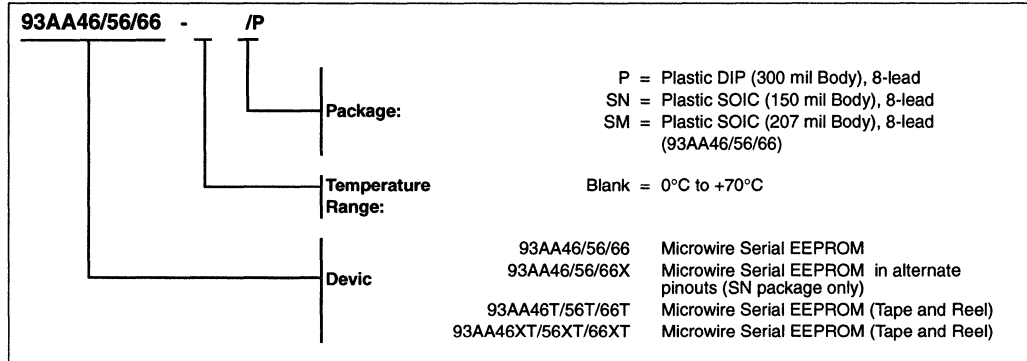 93AA46/56/66 - /P
Package:
P = Plastic DIP (300 mil Body), 8-lead
SN = Plastic SOIC (150 mil Body), 8-lead
SM = Plastic SOIC (207 mil Body), 8-lead
(93AA46/56/66)
Temperature
Range:
Blank = 0°C to +70°C
Devic
93AA46/56/66 Microwire Serial EEPROM
93AA46/56/66X Microwire Serial EEPROM in alternate
pinouts (SN package only)
93AA46T/56T/66T Microwire Serial EEPROM (Tape and Reel)
93AA46XT/56XT/66XT Microwire Serial EEPROM (Tape and Reel)